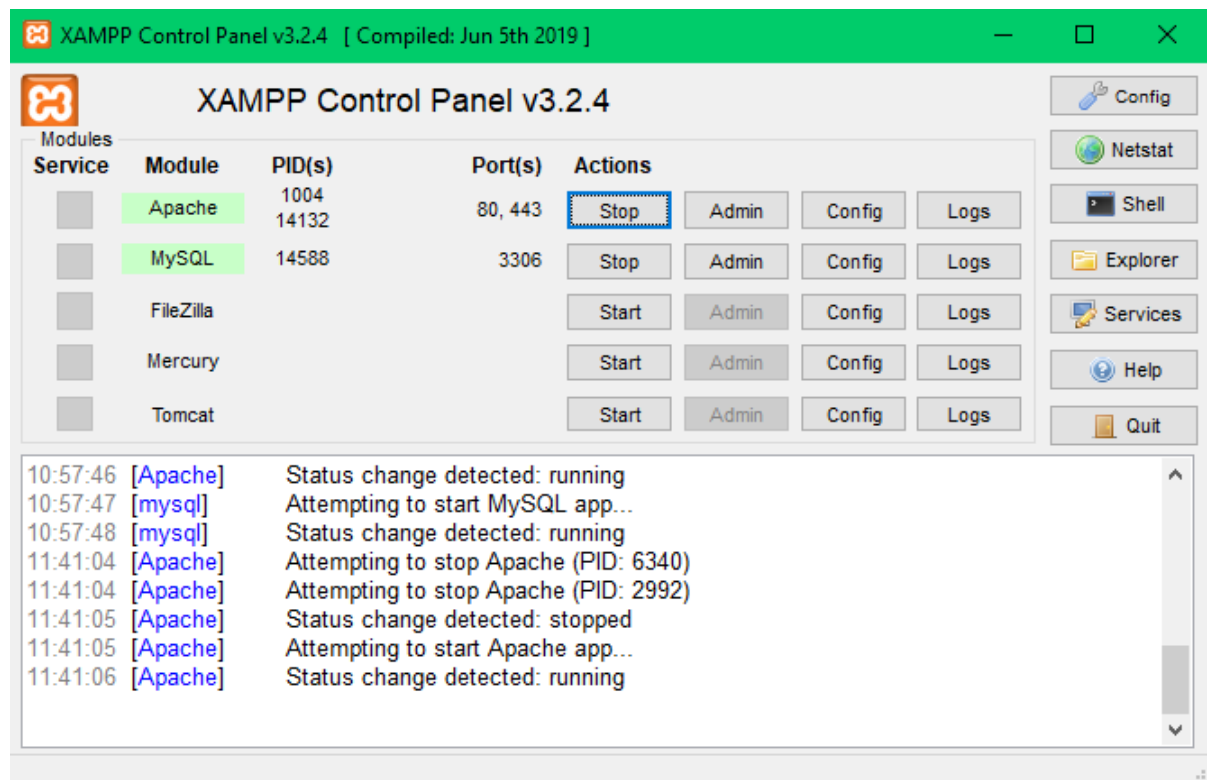 XAMPP Control Panel v3.2.4 [ Compiled: Jun 5th 2019 ]
XAMPP Control Panel v3.2.4
Config
Modules
Netstat
Service Module PID(s) Port(s) Actions
Apache 1004 14132 80, 443 Stop Admin Config Logs
Shell
MySQL 14588 3306 Stop Admin Config Logs
Explorer
FileZilla Start Admin Config Logs
Services
Mercury Start Admin Config Logs
Help
Tomcat Start Admin Config Logs
Quit
10:57:46 [Apache] Status change detected: running
10:57:47 [mysql] Attempting to start MySQL app...
10:57:48 [mysql] Status change detected: running
11:41:04 [Apache] Attempting to stop Apache (PID: 6340)
11:41:04 [Apache] Attempting to stop Apache (PID: 2992)
11:41:05 [Apache] Status change detected: stopped
11:41:05 [Apache] Attempting to start Apache app...
11:41:06 [Apache] Status change detected: running